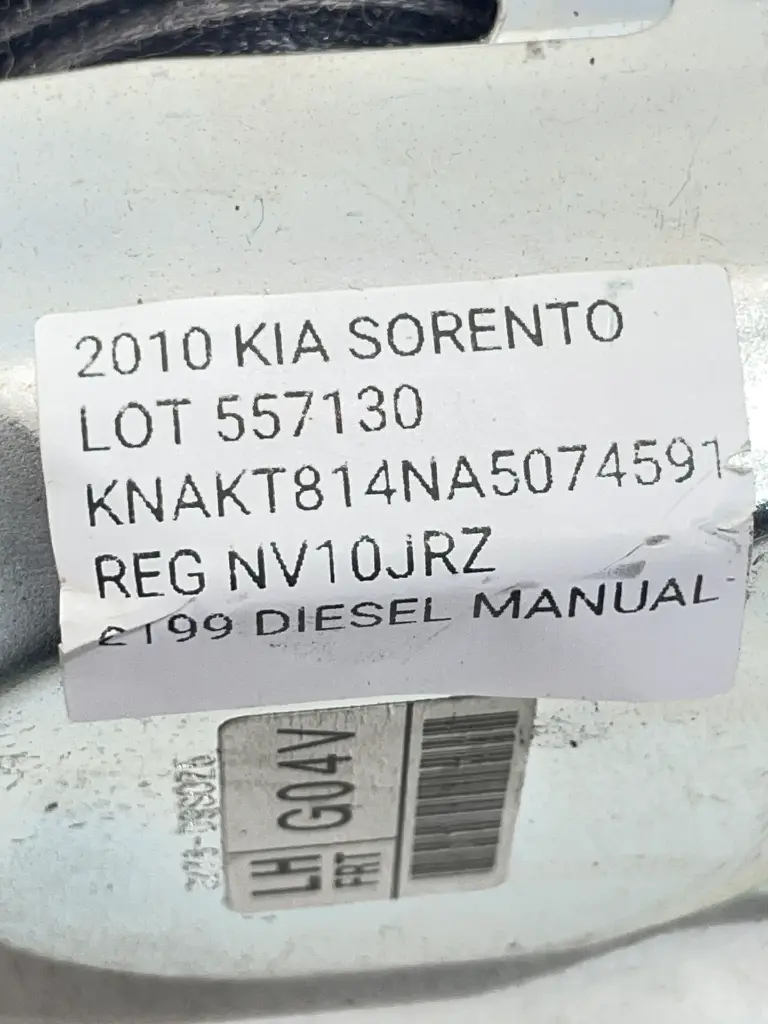 2010 KIA SORENTO
LOT 557130
KNAKT814NA5074591
REG NV10JRZ
2199 DIESEL MANUAL
G04V
LH
FRT